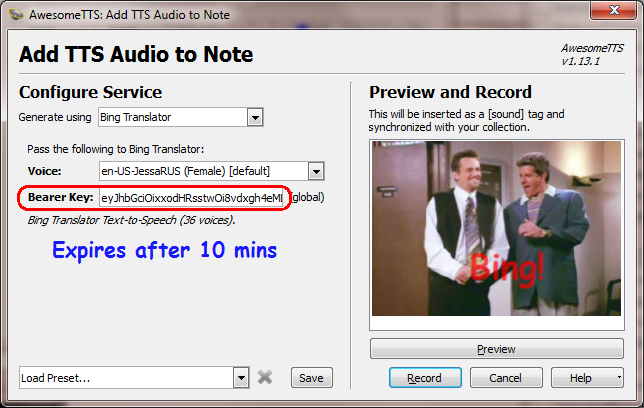 AwesomeTTS: Add TTS Audio to Note
Add TTS Audio to Note
AwesomeTTS
v1.13.1
Configure Service
Generate using Bing Translator
Pass the following to Bing Translator:
Voice: en-US-JessaRUS (Female) [default]
Bearer Key: eyJhbGciOixxodHRsstwOi8vdxgh4eMl (global)
Bing Translator Text-to-Speech (36 voices).
Expires after 10 mins
Load Preset...
Save
Preview and Record
This will be inserted as a [sound] tag and
synchronized with your collection.
Bing!
Preview
Record
Cancel
Help